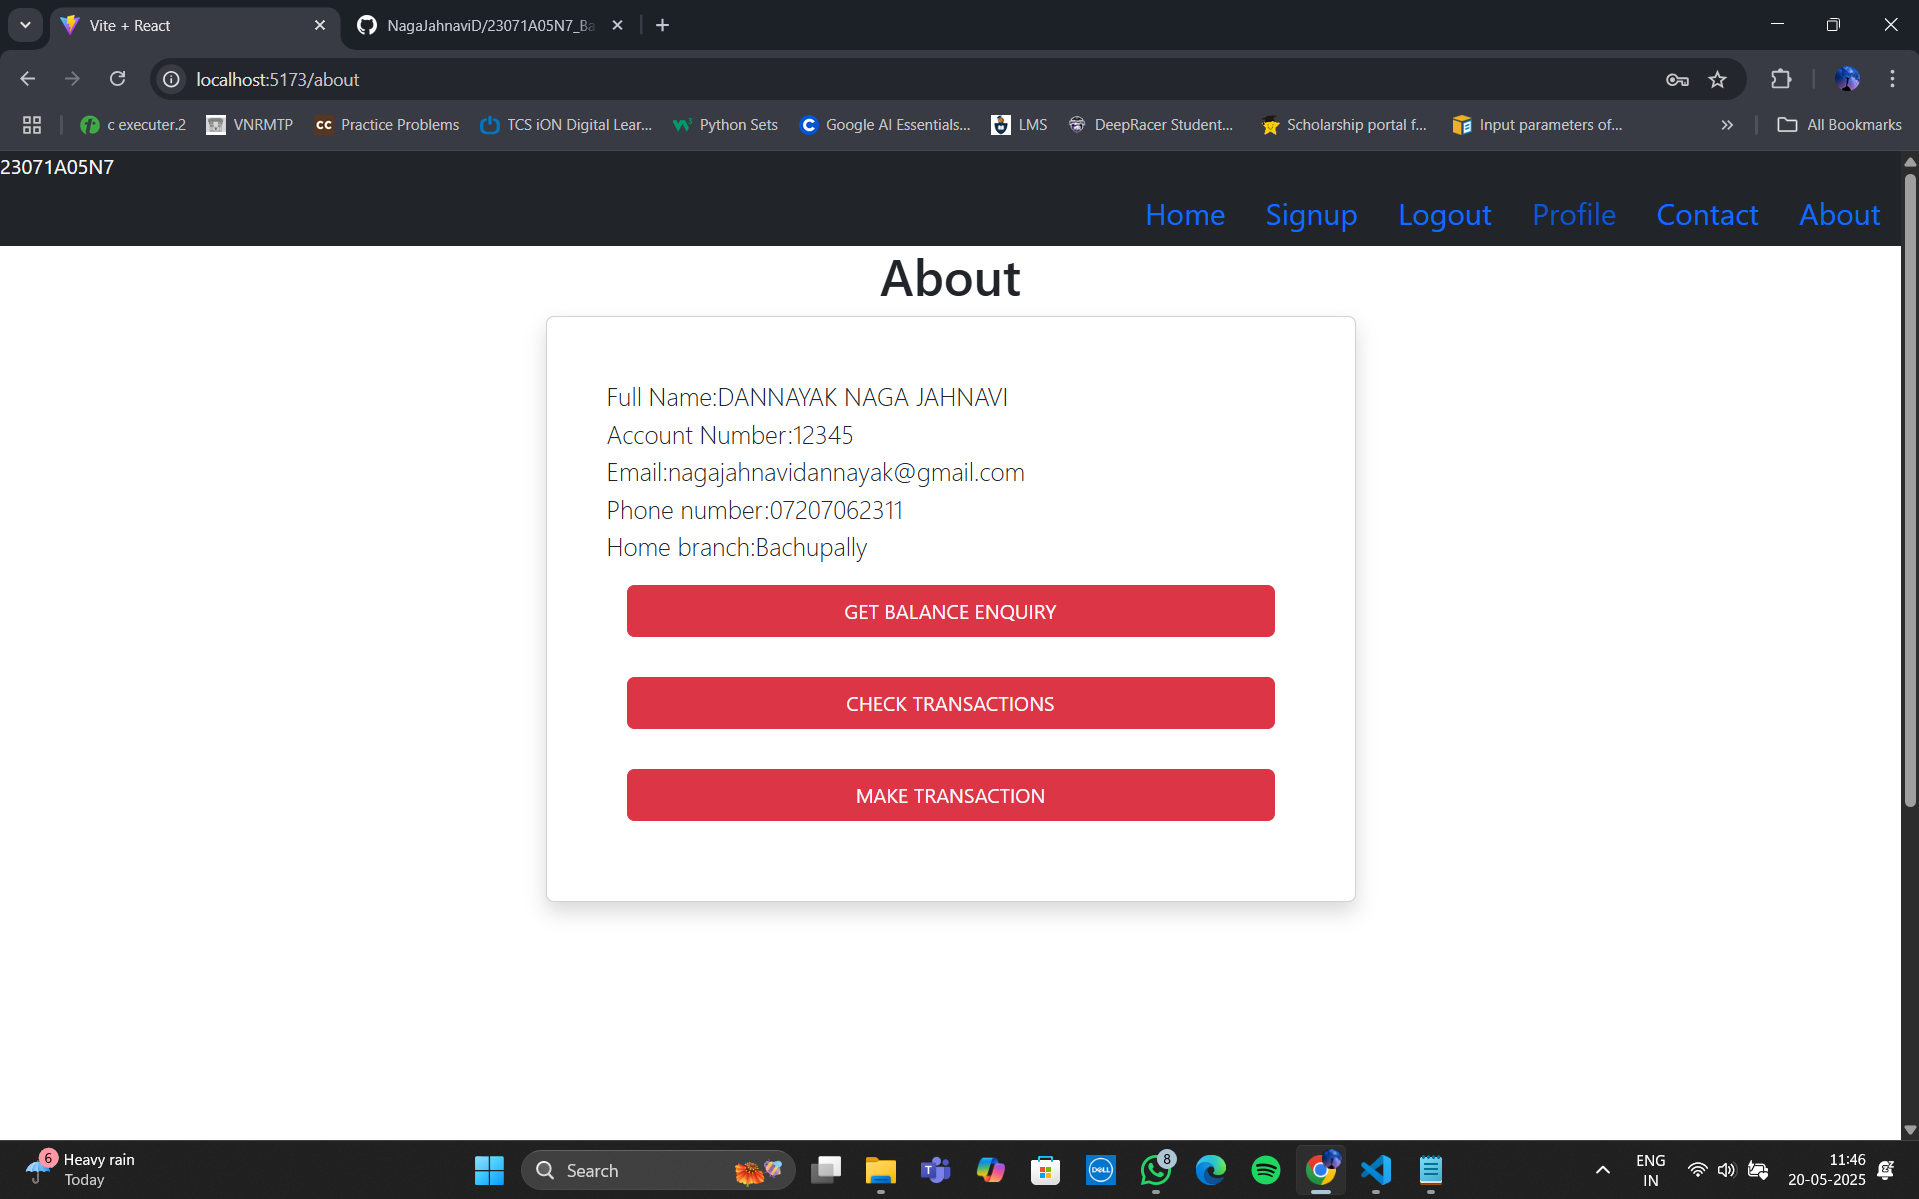 Vite + React
NagaJahnaviD/23071A05N7_Ba
localhost:5173/about
c executer.2 VNRMTP CC Practice Problems TCS iON Digital Lear... Python Sets Google AI Essentials... LMS DeepRacer Student... Scholarship portal f... Input parameters of... » All Bookmarks
23071A05N7
Home Signup Logout Profile Contact About
About
Full Name:DANNAYAK NAGA JAHNAVI
Account Number:12345
Email:nagajahnavidannayak@gmail.com
Phone number:07207062311
Home branch:Bachupally
GET BALANCE ENQUIRY
CHECK TRANSACTIONS
MAKE TRANSACTION
6 Heavy rain
Today
Search
DELL
8
ENG
IN
11:46
20-05-2025